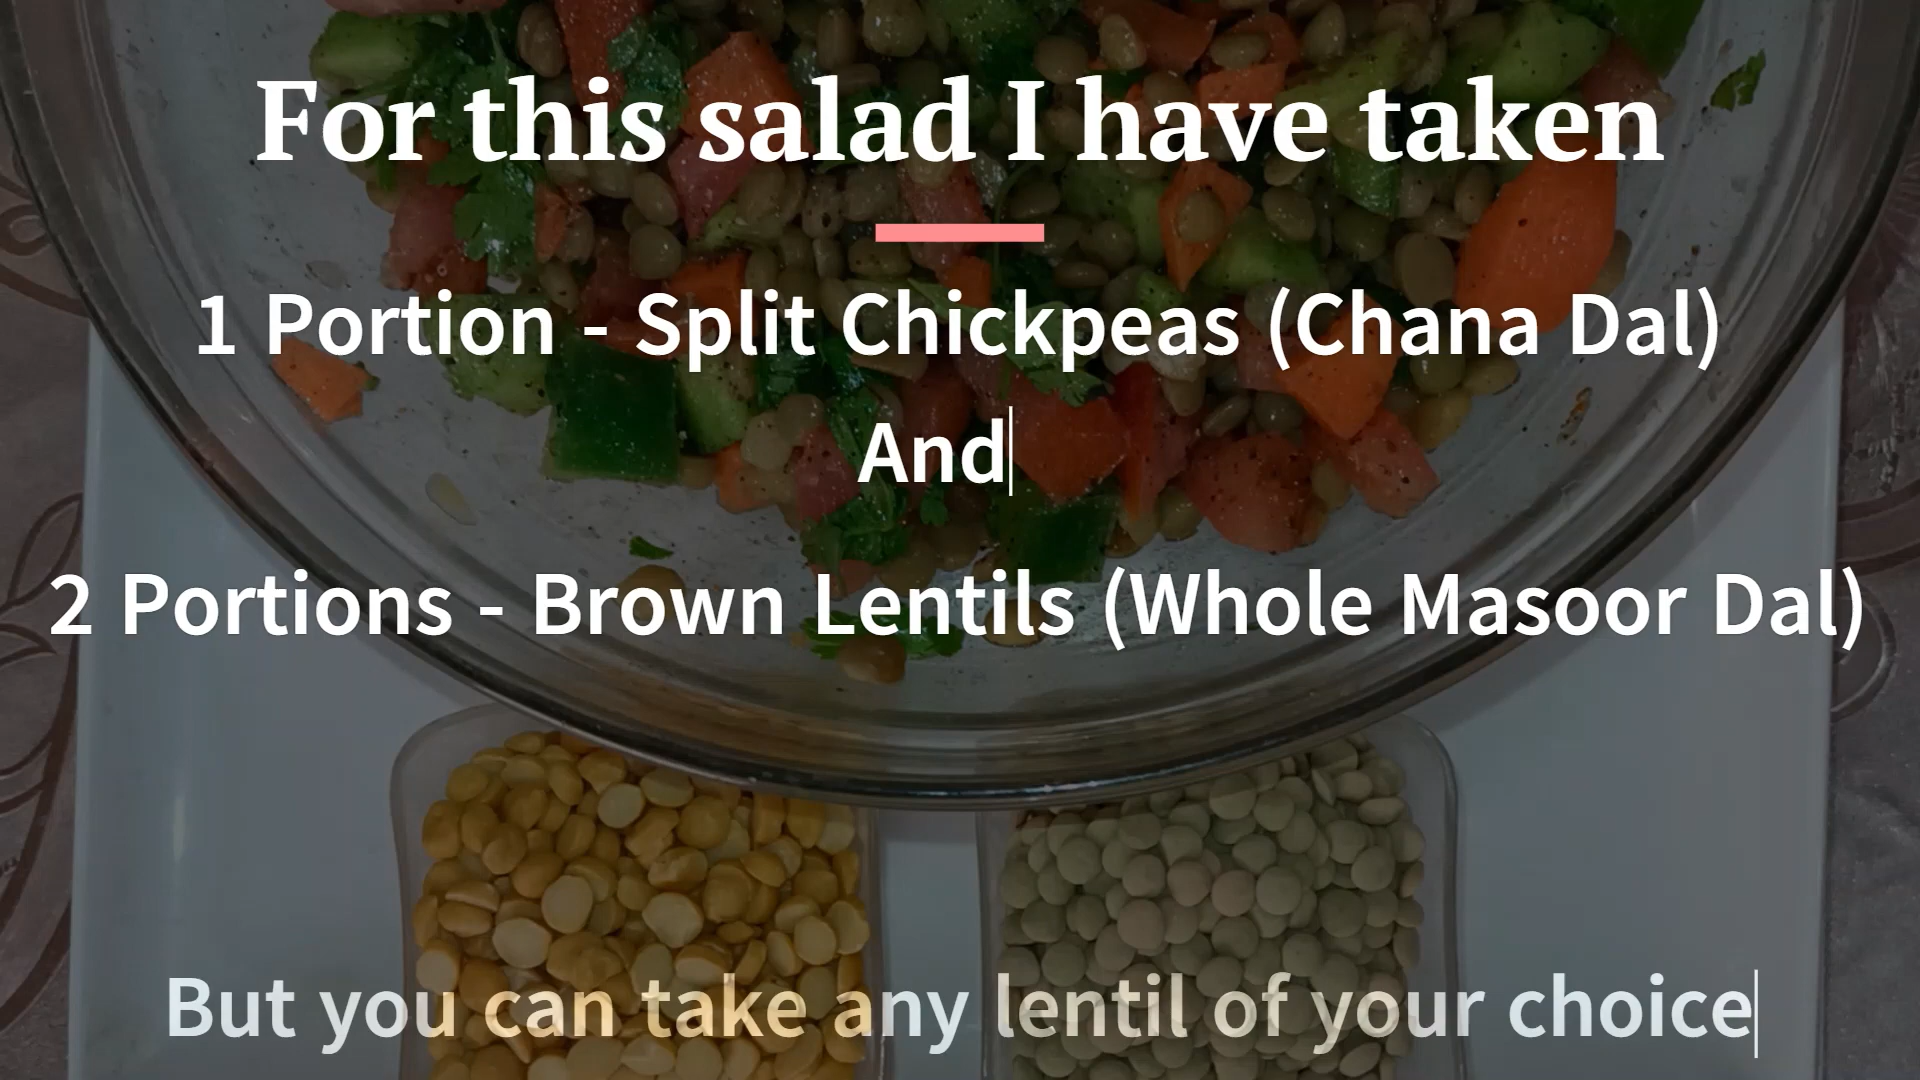 For this salad I have taken
1 Portion - Split Chickpeas (Chana Dal)
And
2 Portions - Brown Lentils (Whole Masoor Dal)
But you can take any lentil of your choice